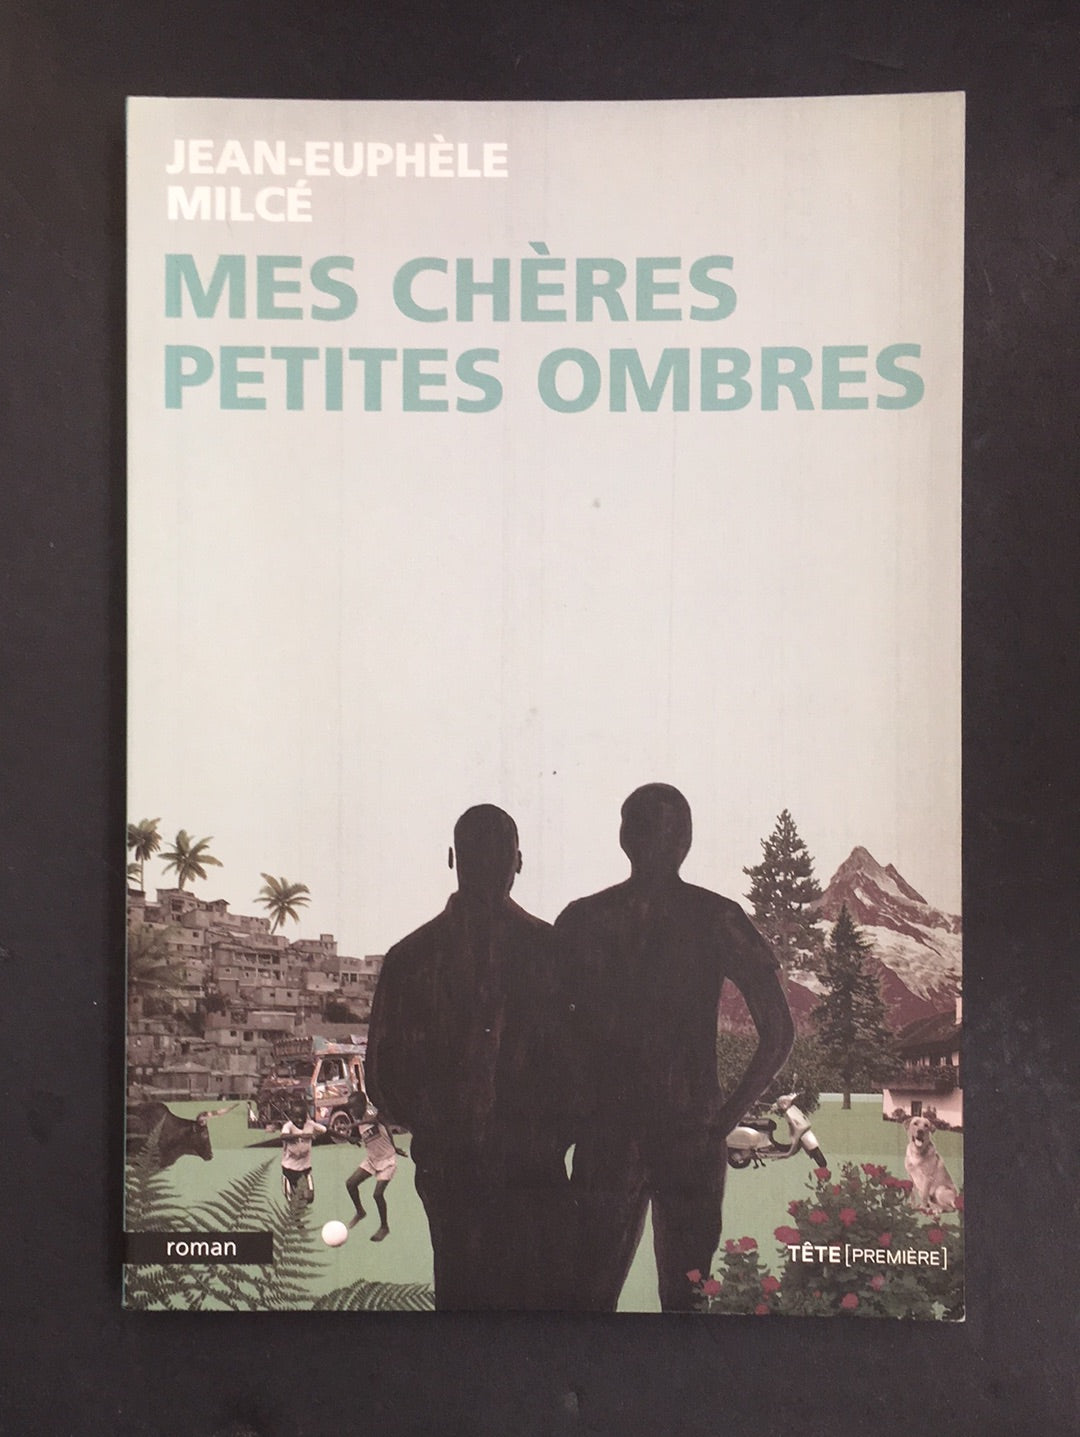 JEAN-EUPHÈLE
MILCÉ
MES CHÈRES
PETITES OMBRES
roman
TÊTE[PREMIÈRE]